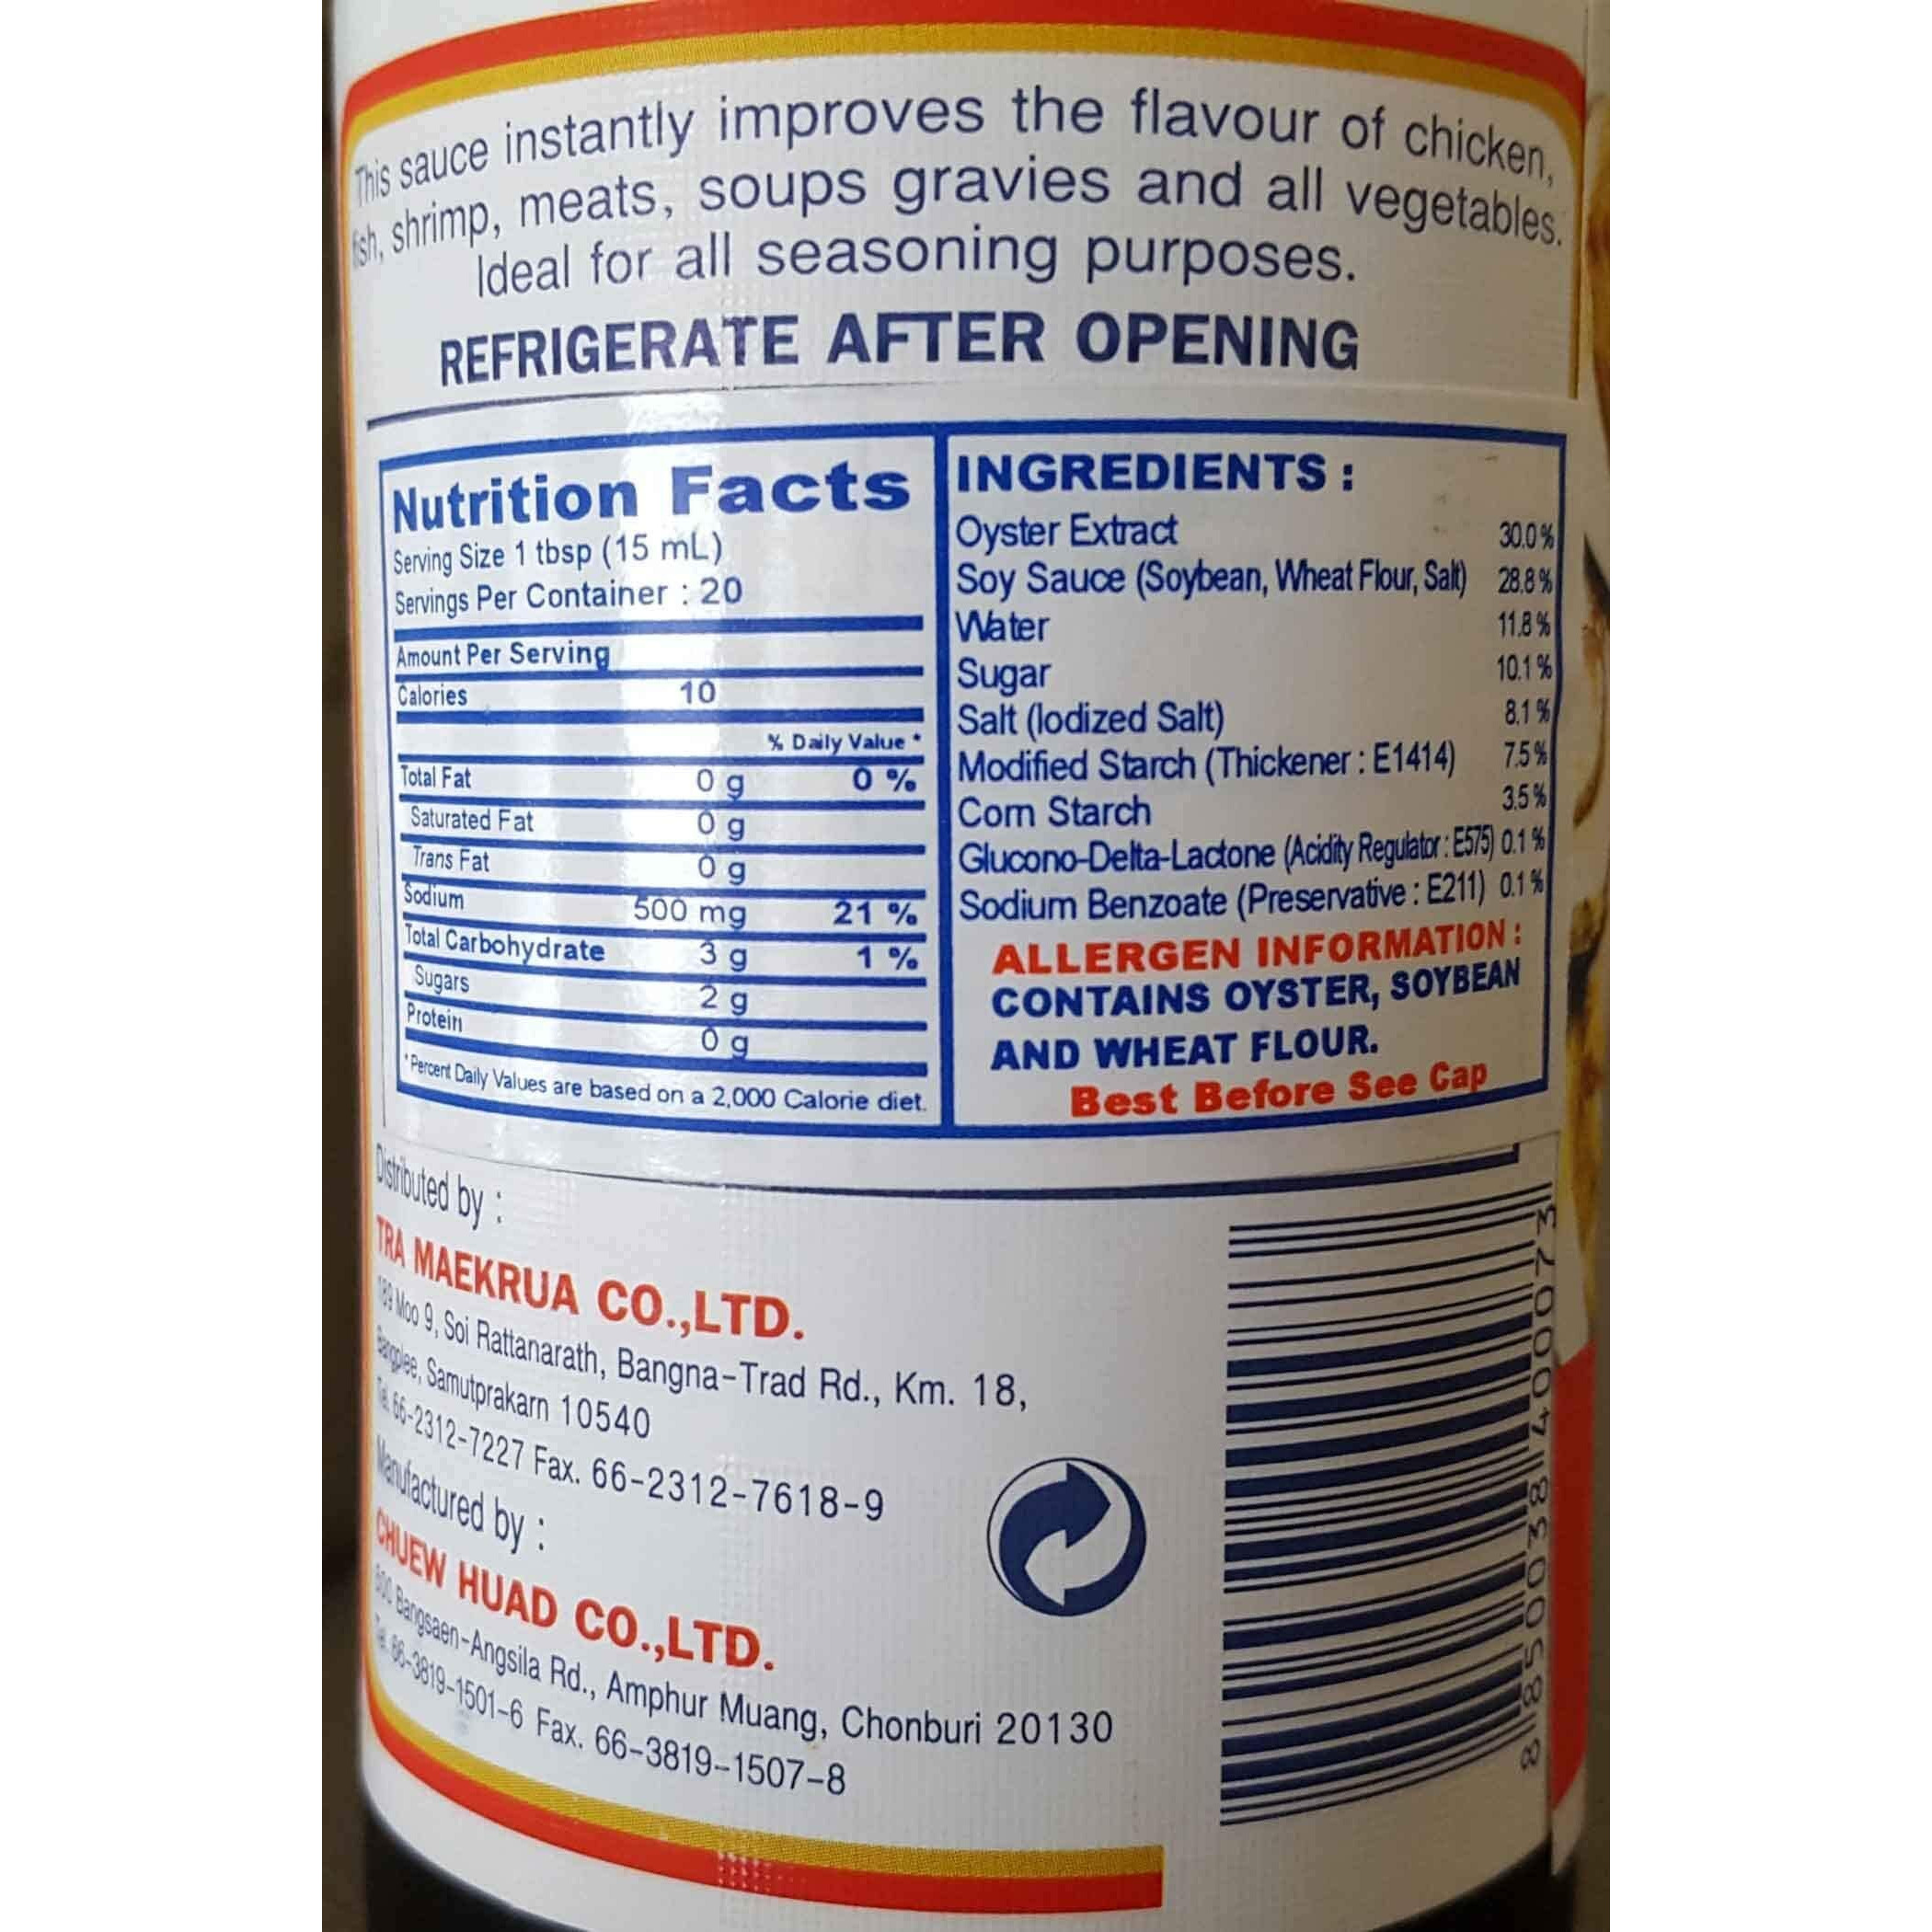 This sauce instantly improves the flavour of chicken,
fish, shrimp, meats, soups gravies and all vegetables.
Ideal for all seasoning purposes.
REFRIGERATE AFTER OPENING
Nutrition Facts
Serving Size 1 tbsp (15 mL)
Servings Per Container : 20
Amount Per Serving
Calories 10
% Daily Value *
Total Fat 0 g 0 %
Saturated Fat 0 g
Trans Fat 0 g
Sodium 500 mg 21 %
Total Carbohydrate 3 g 1 %
Sugars 2 g
Protein 0 g
* Percent Daily Values are based on a 2,000 Calorie diet.
INGREDIENTS :
Oyster Extract 30.0 %
Soy Sauce (Soybean, Wheat Flour, Salt) 28.8 %
Water 11.8 %
Sugar 10.1 %
Salt (Iodized Salt) 8.1 %
Modified Starch (Thickener : E1414) 7.5 %
Corn Starch 3.5 %
Glucono-Delta-Lactone (Acidity Regulator : E575) 0.1 %
Sodium Benzoate (Preservative : E211) 0.1 %
ALLERGEN INFORMATION :
CONTAINS OYSTER, SOYBEAN
AND WHEAT FLOUR.
Best Before See Cap
Distributed by :
TRA MAEKRUA CO.,LTD.
189 Moo 9, Soi Rattanarath, Bangna-Trad Rd., Km. 18,
Bangplee, Samutprakarn 10540
Tel. 66-2312-7227 Fax. 66-2312-7618-9
Manufactured by :
CHUEW HUAD CO.,LTD.
Bangsaen-Angsila Rd., Amphur Muang, Chonburi 20130
Tel. 66-3819-1501-6 Fax. 66-3819-1507-8
8 850038 400073